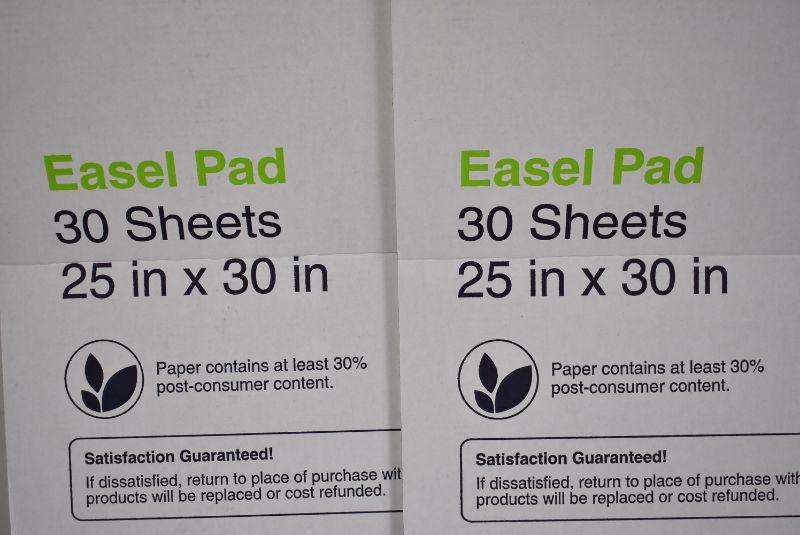 Easel Pad
30 Sheets
25 in x 30 in
Paper contains at least 30%
post-consumer content.
Satisfaction Guaranteed!
If dissatisfied, return to place of purchase
products will be replaced or cost refunded.
Easel Pad
30 Sheets
25 in x 30 in
Paper contains at least 30%
post-consumer content.
Satisfaction Guaranteed!
If dissatisfied, return to place of purchase with
products will be replaced or cost refunded.